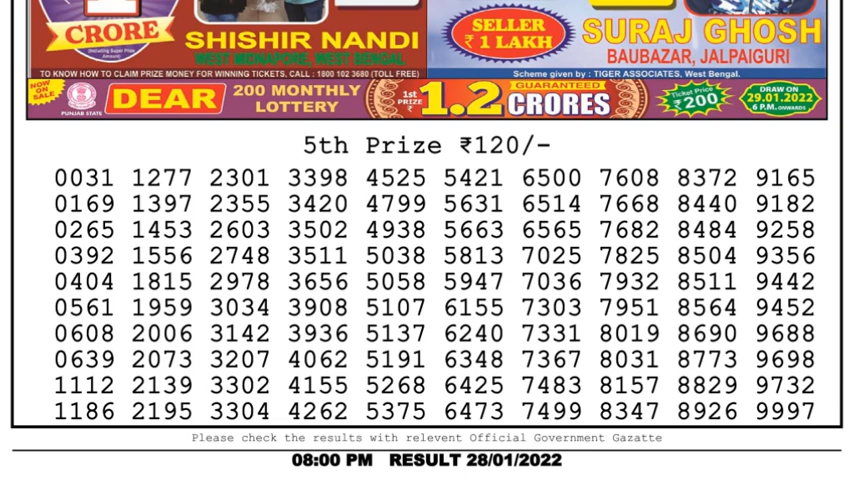 CRORE
(Including Super Prize Amount)
SHISHIR NANDI
WEST MIDNAPORE, WEST BENGAL
SELLER
₹ 1 LAKH
SURAJ GHOSH
BAUBAZAR, JALPAIGURI
TO KNOW HOW TO CLAIM PRIZE MONEY FOR WINNING TICKETS, CALL : 1800 102 3680 (TOLL FREE)
Scheme given by : TIGER ASSOCIATES, West Bengal.
NOW ON SALE
PUNJAB STATE
DEAR
200 MONTHLY
LOTTERY
1st PRIZE ₹
1.2
GUARANTEED
CRORES
Ticket Price
₹200
DRAW ON
29.01.2022
6 P.M. ONWARDS
5th Prize ₹120/-
0031 1277 2301 3398 4525 5421 6500 7608 8372 9165
0169 1397 2355 3420 4799 5631 6514 7668 8440 9182
0265 1453 2603 3502 4938 5663 6565 7682 8484 9258
0392 1556 2748 3511 5038 5813 7025 7825 8504 9356
0404 1815 2978 3656 5058 5947 7036 7932 8511 9442
0561 1959 3034 3908 5107 6155 7303 7951 8564 9452
0608 2006 3142 3936 5137 6240 7331 8019 8690 9688
0639 2073 3207 4062 5191 6348 7367 8031 8773 9698
1112 2139 3302 4155 5268 6425 7483 8157 8829 9732
1186 2195 3304 4262 5375 6473 7499 8347 8926 9997
Please check the results with relevent Official Government Gazatte
08:00 PM RESULT 28/01/2022